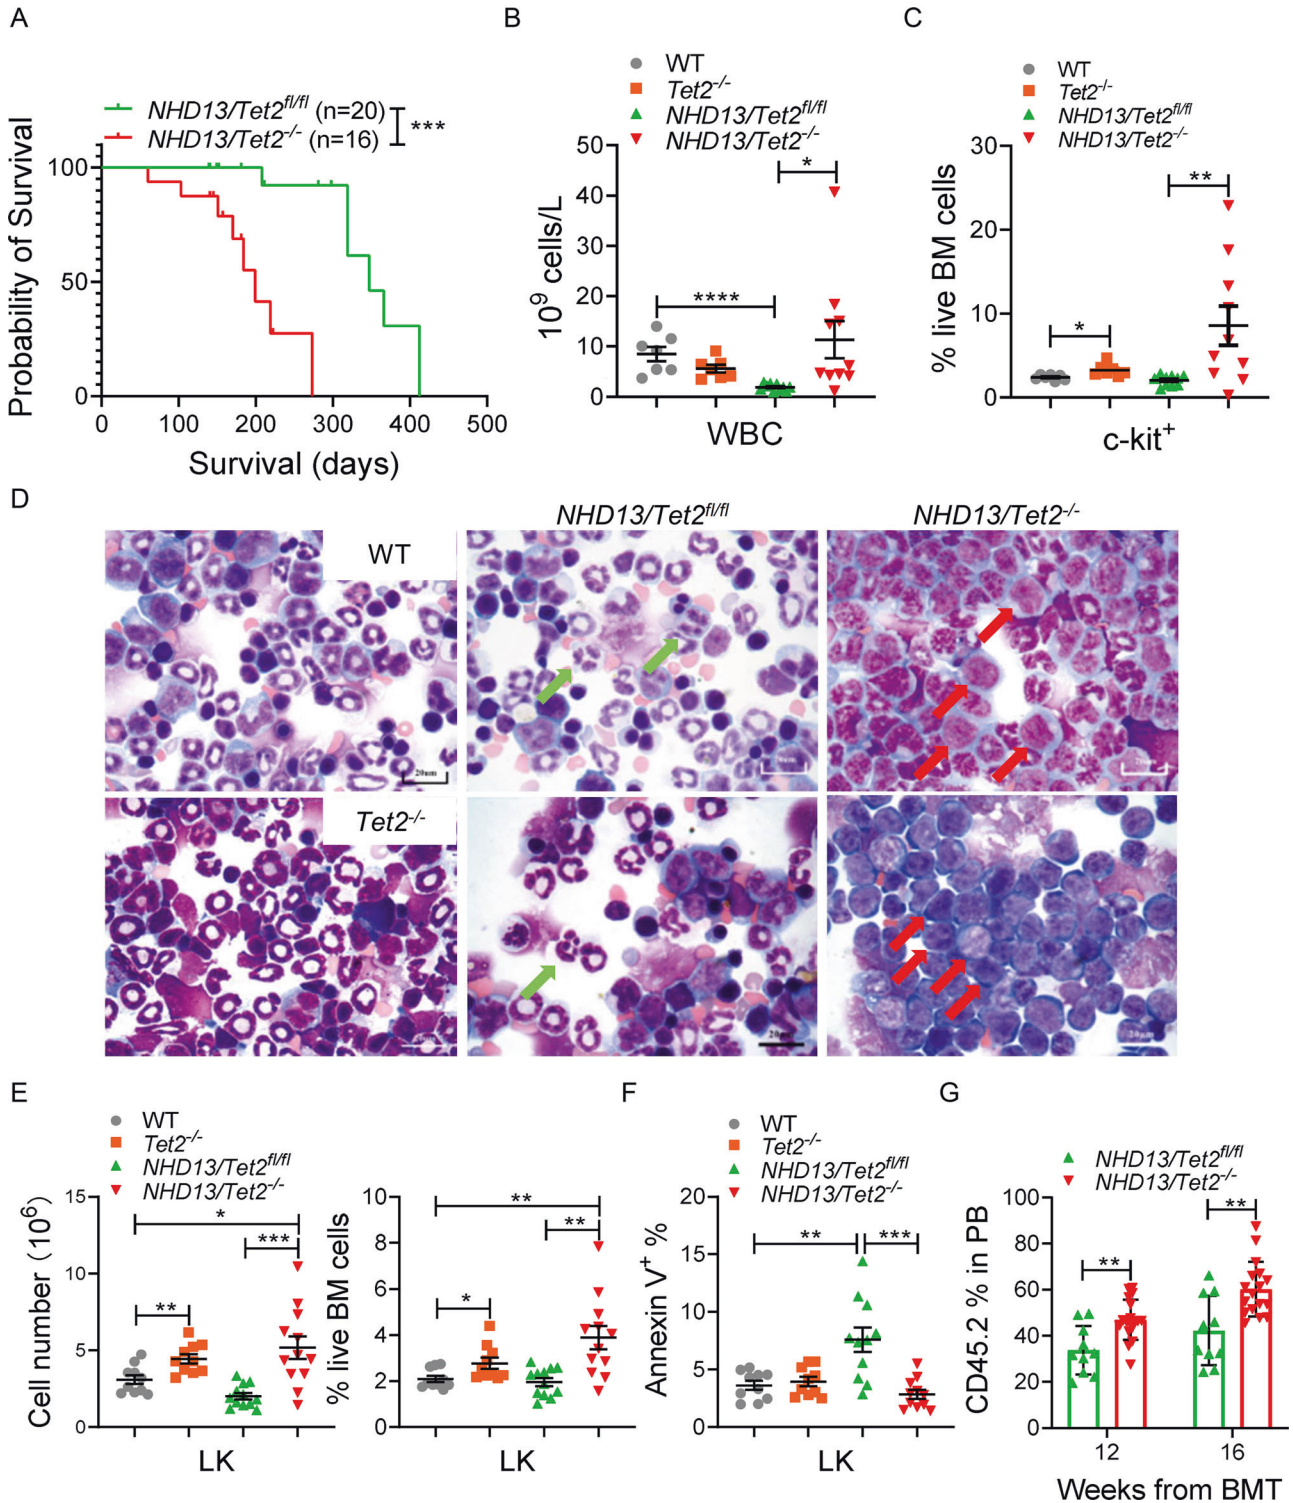 A
NHD13/Tet2fl/fl (n=20)
NHD13/Tet2-/- (n=16)
***
Probability of Survival
100
50
0
0 100 200 300 400 500
Survival (days)
B
WT
Tet2-/-
NHD13/Tet2fl/fl
NHD13/Tet2-/-
10^9 cells/L
50
40
30
20
10
0
*
****
WBC
C
WT
Tet2-/-
NHD13/Tet2fl/fl
NHD13/Tet2-/-
% live BM cells
30
20
10
0
**
*
c-kit+
D
NHD13/Tet2fl/fl
NHD13/Tet2-/-
WT
20um
Tet2-/-
20um
E
WT
Tet2-/-
NHD13/Tet2fl/fl
NHD13/Tet2-/-
Cell number (10^6)
15
10
5
0
*
***
**
LK
% live BM cells
10
8
6
4
2
0
**
**
*
LK
F
WT
Tet2-/-
NHD13/Tet2fl/fl
NHD13/Tet2-/-
Annexin V+ %
20
15
10
5
0
**
***
LK
G
NHD13/Tet2fl/fl
NHD13/Tet2-/-
CD45.2 % in PB
100
80
60
40
20
0
**
**
12 16
Weeks from BMT